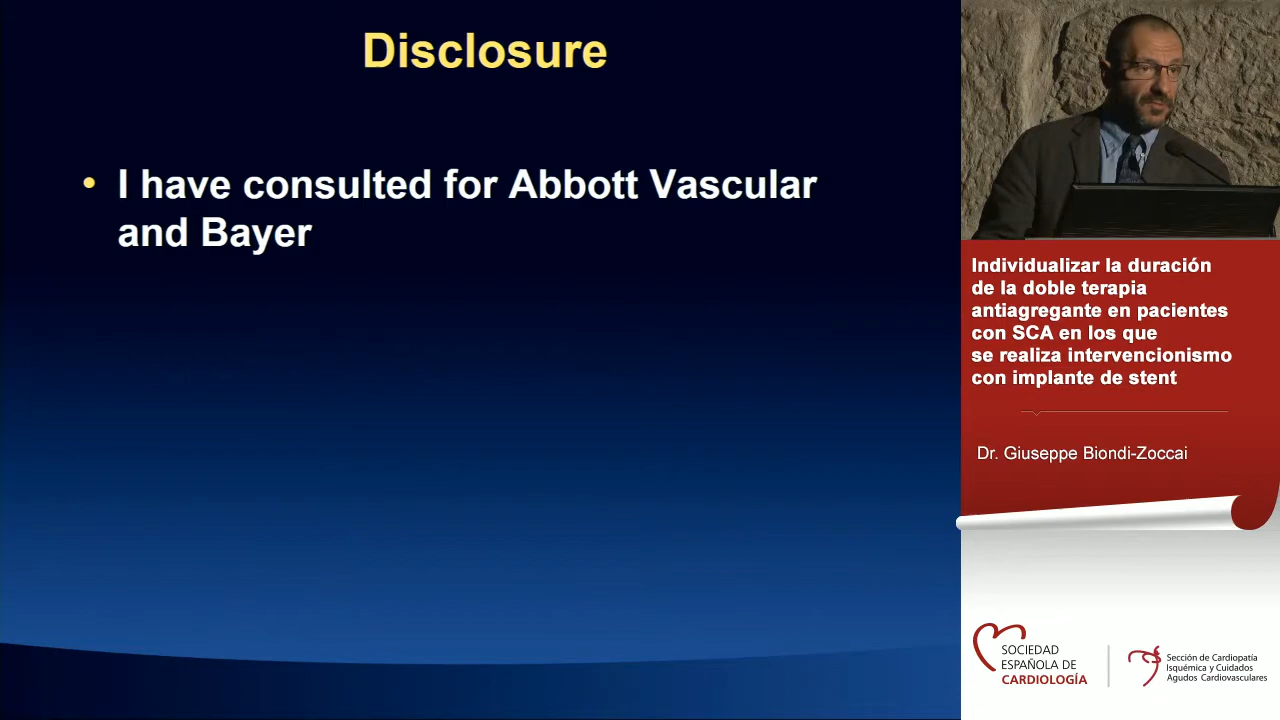 Disclosure
• I have consulted for Abbott Vascular
and Bayer
Individualizar la duración
de la doble terapia
antiagregante en pacientes
con SCA en los que
se realiza intervencionismo
con implante de stent
Dr. Giuseppe Biondi-Zoccai
SOCIEDAD
ESPAÑOLA DE
CARDIOLOGÍA
Sección de Cardiopatía
Isquémica y Cuidados
Agudos Cardiovasculares